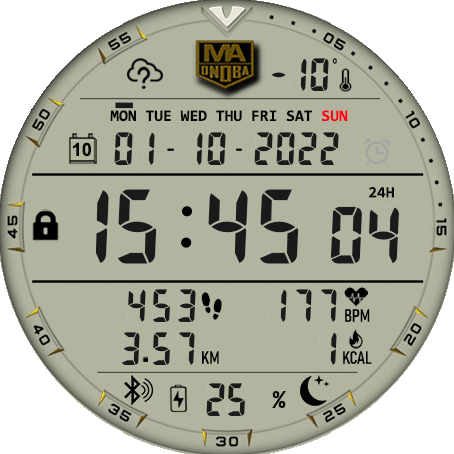 55 05
MA
ONOBA
-10°
50 10
MON TUE WED THU FRI SAT SUN
10 01-10-2022
24H
45 15:45 04 15
453 177 BPM
3.57 KM 1 KCAL
40 20
25 %
35 25
30